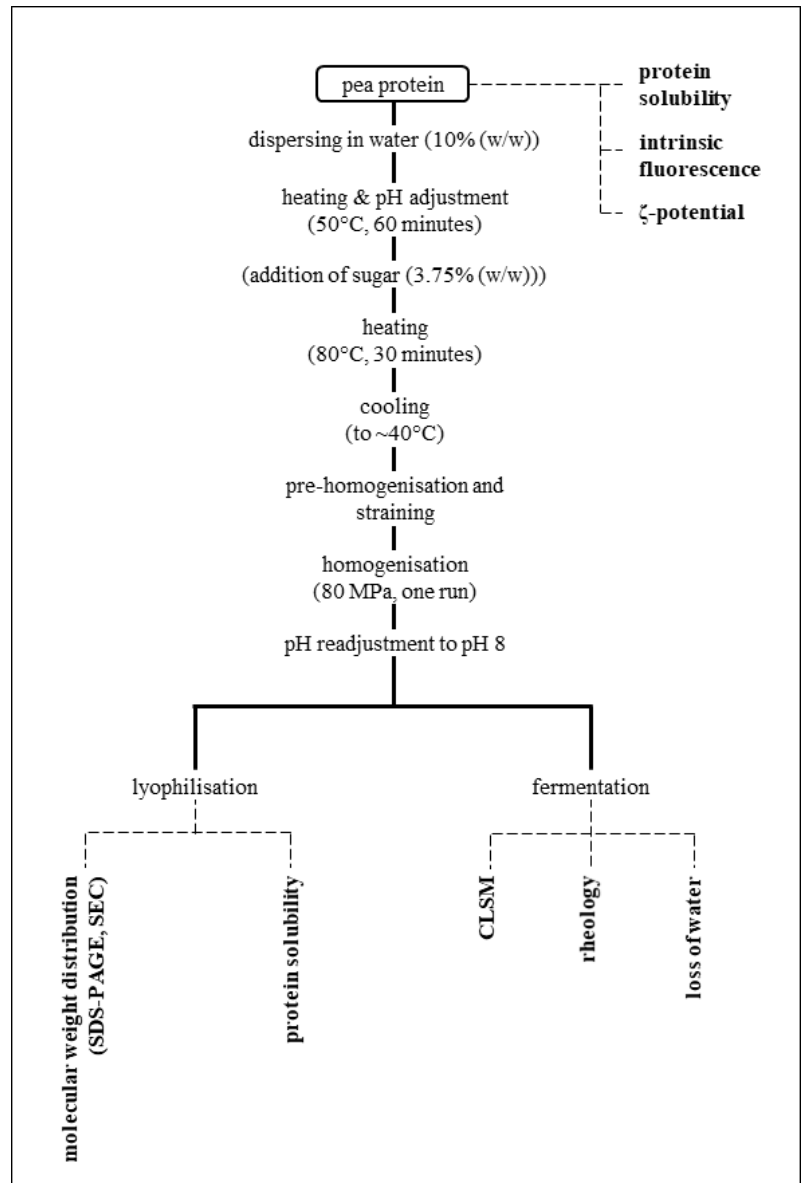 pea protein
protein
solubility
intrinsic
fluorescence
ζ-potential
dispersing in water (10% (w/w))
heating & pH adjustment
(50°C, 60 minutes)
(addition of sugar (3.75% (w/w)))
heating
(80°C, 30 minutes)
cooling
(to ~40°C)
pre-homogenisation and
straining
homogenisation
(80 MPa, one run)
pH readjustment to pH 8
lyophilisation
fermentation
molecular weight distribution
(SDS-PAGE, SEC)
protein solubility
CLSM
rheology
loss of water